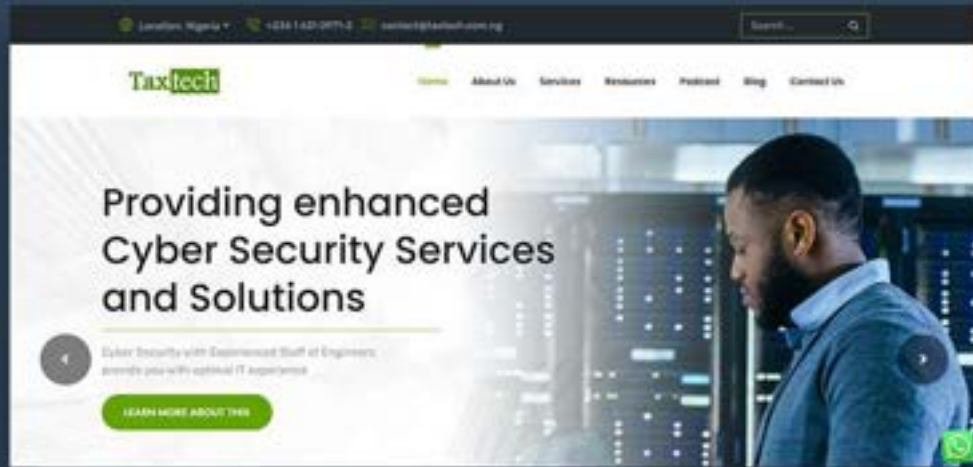 Location: Nigeria
Search ...
Taxtech
Home About Us Services Resources Podcast Blog Contact Us
Providing enhanced
Cyber Security Services
and Solutions
Cyber Security with Experienced Staff of Engineers
provide you with optimal IT experience
LEARN MORE ABOUT THIS